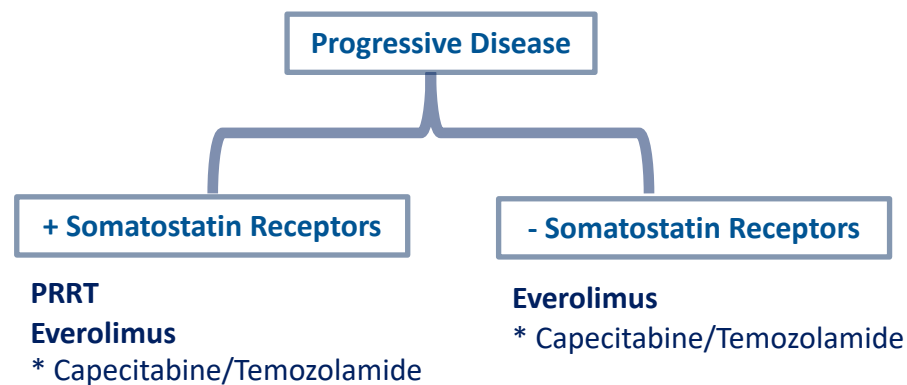 Progressive Disease
+ Somatostatin Receptors
- Somatostatin Receptors
PRRT
Everolimus
* Capecitabine/Temozolamide
Everolimus
* Capecitabine/Temozolamide